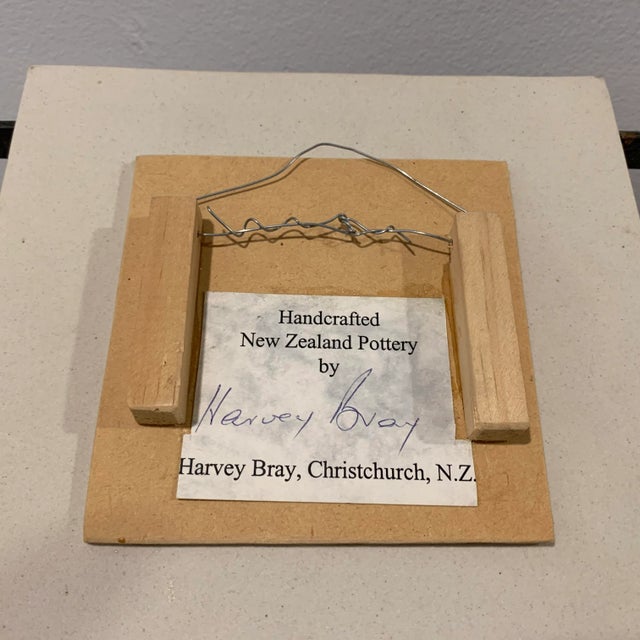 Handcrafted
New Zealand Pottery
by
Harvey Bray
Harvey Bray, Christchurch, N.Z.